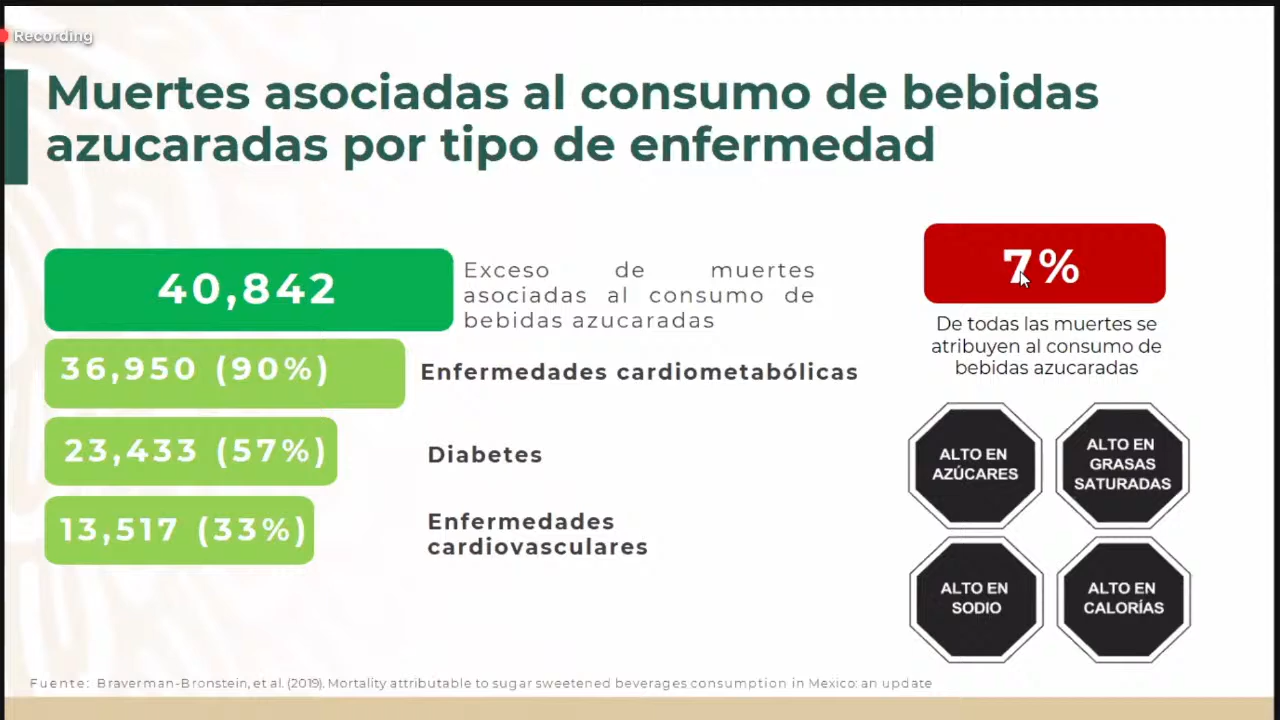 Recording
Muertes asociadas al consumo de bebidas
azucaradas por tipo de enfermedad
40,842
Exceso de muertes
asociadas al consumo de
bebidas azucaradas
36,950 (90%)
Enfermedades cardiometabólicas
23,433 (57%)
Diabetes
13,517 (33%)
Enfermedades
cardiovasculares
7%
De todas las muertes se
atribuyen al consumo de
bebidas azucaradas
ALTO EN
AZÚCARES
ALTO EN
GRASAS
SATURADAS
ALTO EN
SODIO
ALTO EN
CALORÍAS
Fuente: Braverman-Bronstein, et al. (2019). Mortality attributable to sugar sweetened beverages consumption in Mexico: an update